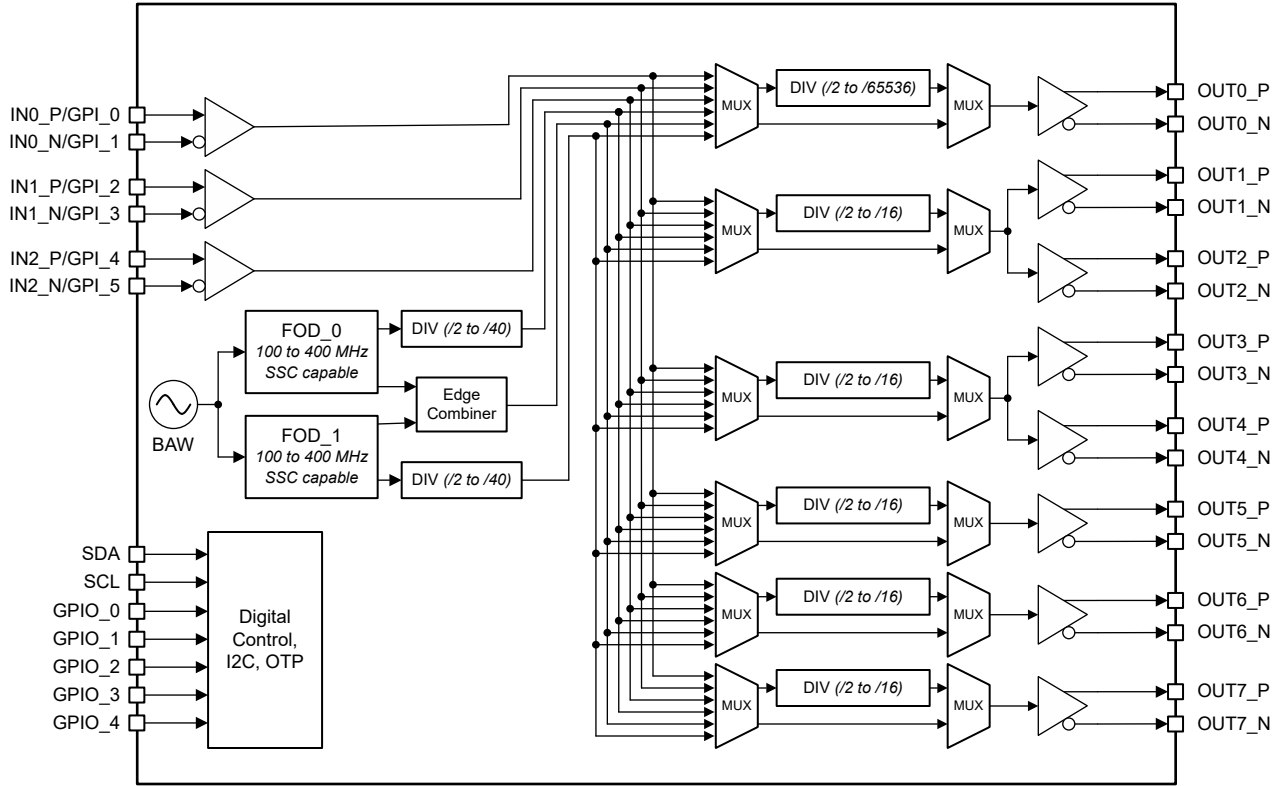 IN0_P/GPI_0
IN0_N/GPI_1
IN1_P/GPI_2
IN1_N/GPI_3
IN2_P/GPI_4
IN2_N/GPI_5
FOD_0
100 to 400 MHz
SSC capable
DIV (/2 to /40)
Edge
Combiner
BAW
FOD_1
100 to 400 MHz
SSC capable
DIV (/2 to /40)
SDA
SCL
GPIO_0
GPIO_1
GPIO_2
GPIO_3
GPIO_4
Digital
Control,
I2C, OTP
MUX
DIV (/2 to /65536)
MUX
OUT0_P
OUT0_N
MUX
DIV (/2 to /16)
MUX
OUT1_P
OUT1_N
OUT2_P
OUT2_N
MUX
DIV (/2 to /16)
MUX
OUT3_P
OUT3_N
OUT4_P
OUT4_N
MUX
DIV (/2 to /16)
MUX
OUT5_P
OUT5_N
MUX
DIV (/2 to /16)
MUX
OUT6_P
OUT6_N
MUX
DIV (/2 to /16)
MUX
OUT7_P
OUT7_N